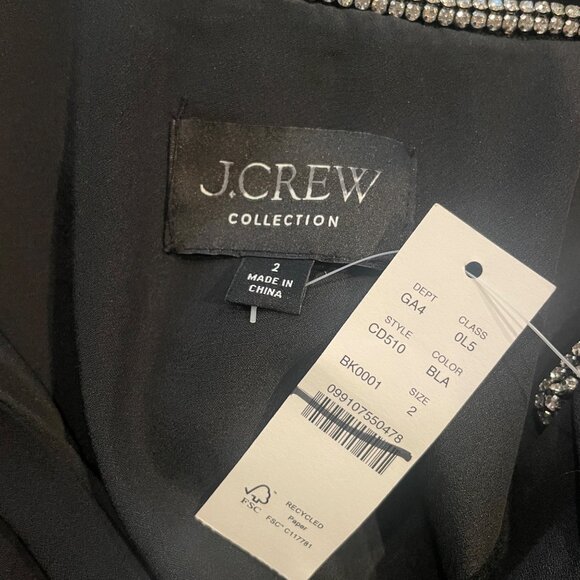 J.CREW
COLLECTION
2
MADE IN
CHINA
DEPT CLASS
GA4 0L5
STYLE COLOR
CD510 BLA
BK0001 SIZE
2
099107550478
FSC
RECYCLED
Paper
FSC™ C117781